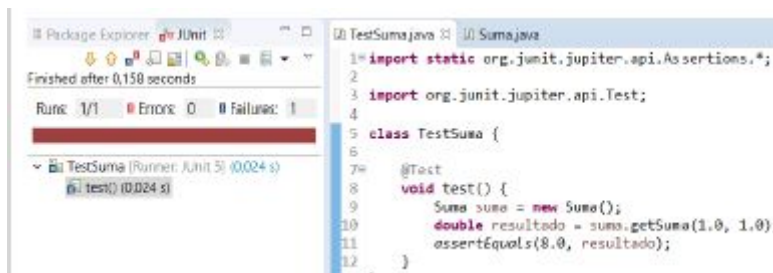 Package Explorer JUnit
Finished after 0,158 seconds
Runs: 1/1 Errors: 0 Failures: 1
TestSuma [Runner: JUnit 5] (0,024 s)
test() (0,024 s)
TestSuma.java Suma.java
1 import static org.junit.jupiter.api.Assertions.*;
2
3 import org.junit.jupiter.api.Test;
4
5 class TestSuma {
6
7 @Test
8 void test() {
9 Suma suma = new Suma();
10 double resultado = suma.getSuma(1.0, 1.0)
11 assertEquals(8.0, resultado);
12 }